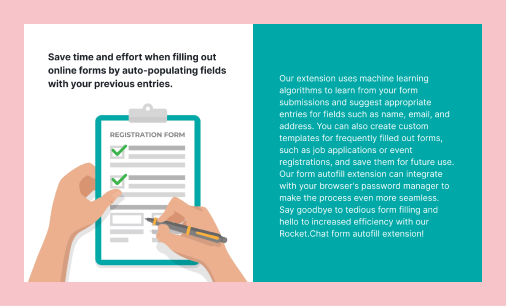 Save time and effort when filling out
online forms by auto-populating fields
with your previous entries.
REGISTRATION FORM
Our extension uses machine learning
algorithms to learn from your form
submissions and suggest appropriate
entries for fields such as name, email, and
address. You can also create custom
templates for frequently filled out forms,
such as job applications or event
registrations, and save them for future use.
Our form autofill extension can integrate
with your browser's password manager to
make the process even more seamless.
Say goodbye to tedious form filling and
hello to increased efficiency with our
Rocket.Chat form autofill extension!